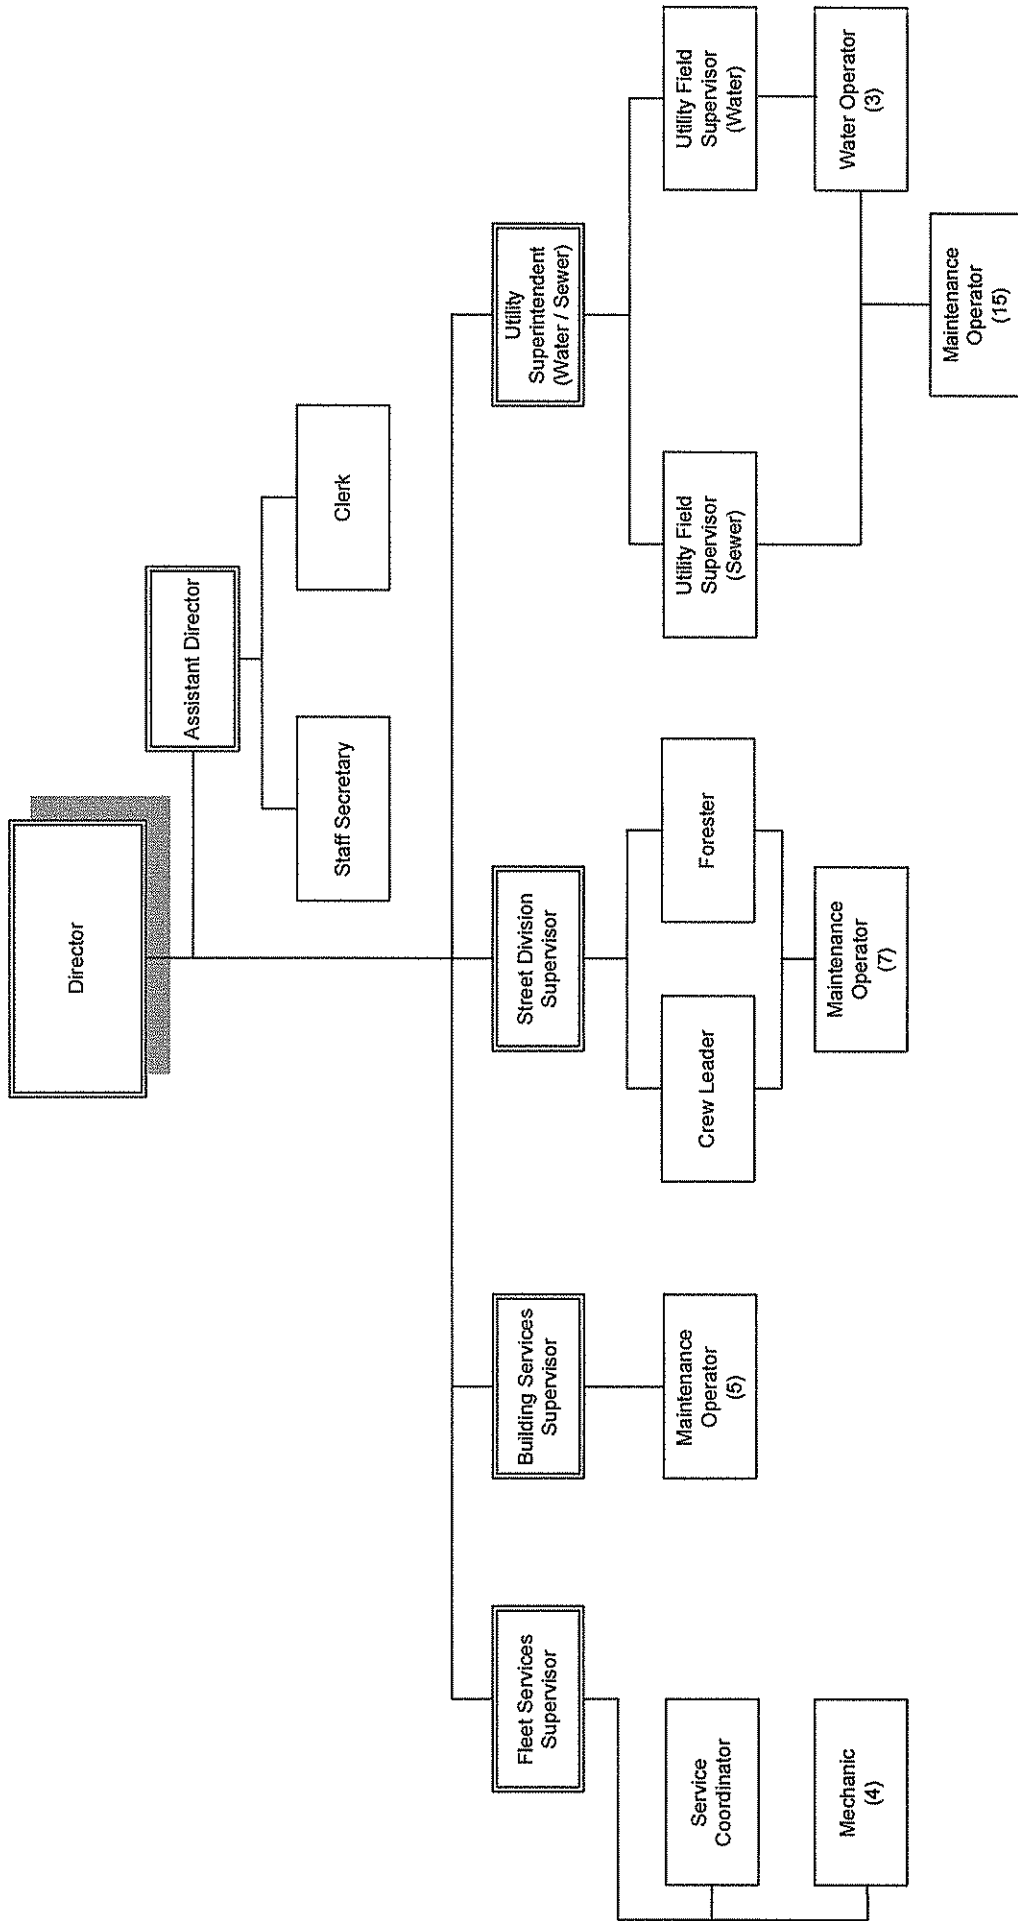 Director
Assistant Director
Staff Secretary
Clerk
Fleet Services
Supervisor
Building Services
Supervisor
Street Division
Supervisor
Utility
Superintendent
(Water / Sewer)
Service
Coordinator
Mechanic
(4)
Maintenance
Operator
(5)
Crew Leader
Forester
Maintenance
Operator
(7)
Utility Field
Supervisor
(Sewer)
Utility Field
Supervisor
(Water)
Water Operator
(3)
Maintenance
Operator
(15)